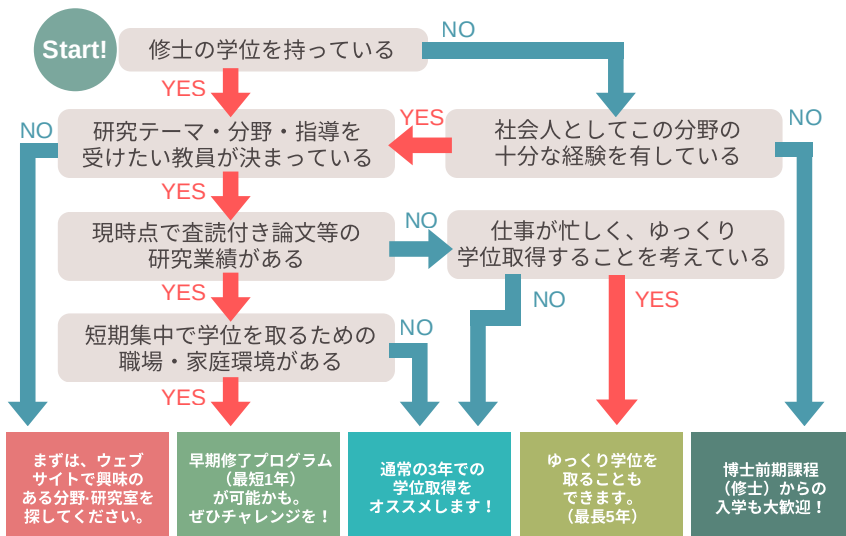 Start!
修士の学位を持っている
NO
YES
NO
研究テーマ・分野・指導を
受けたい教員が決まっている
YES
社会人としてこの分野の
十分な経験を有している
NO
YES
現時点で査読付き論文等の
研究業績がある
NO
仕事が忙しく、ゆっくり
学位取得することを考えている
YES
NO
YES
短期集中で学位を取るための
職場・家庭環境がある
NO
YES
まずは、ウェブ
サイトで興味の
ある分野·研究室を
探してください。
早期修了プログラム
（最短1年）
が可能かも。
ぜひチャレンジを！
通常の3年での
学位取得を
オススメします！
ゆっくり学位を
取ることも
できます。
（最長5年）
博士前期課程
（修士）からの
入学も大歓迎！